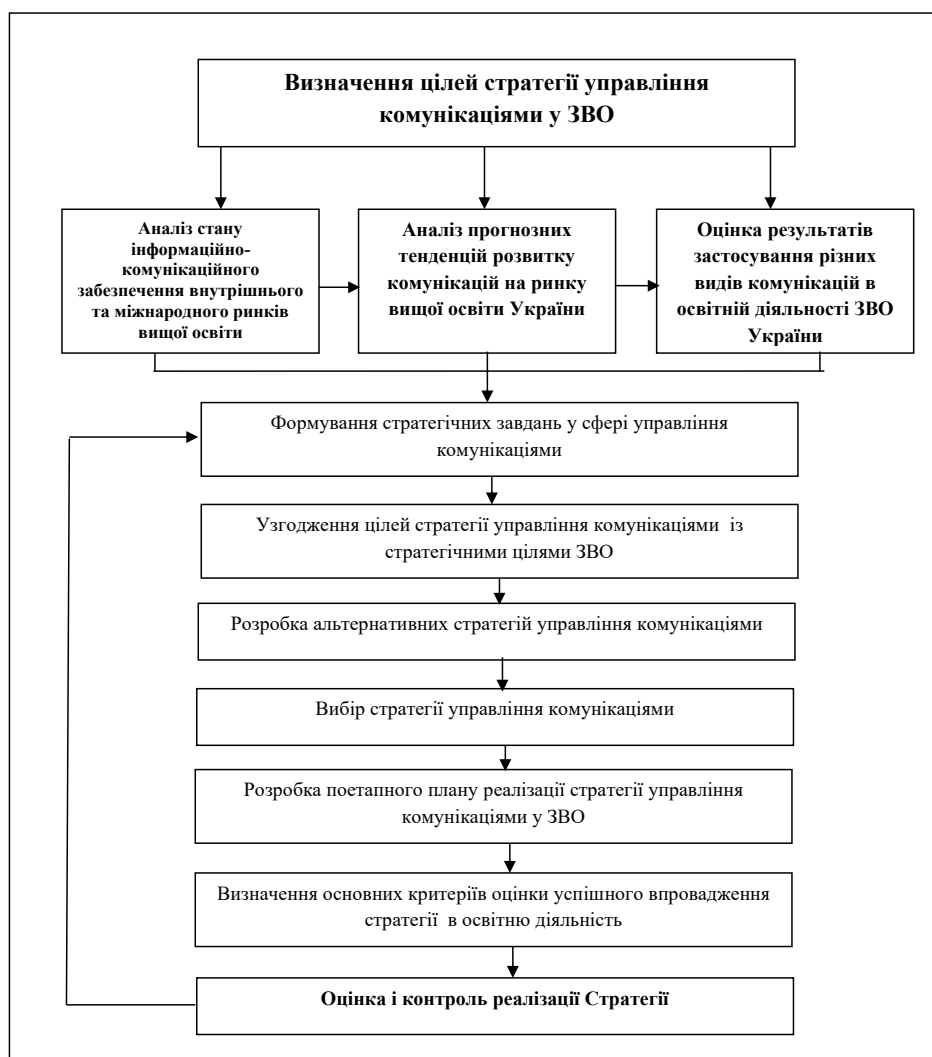 Визначення цілей стратегії управління
комунікаціями у ЗВО
Аналіз стану
інформаційно-
комунікаційного
забезпечення внутрішнього
та міжнародного ринків
вищої освіти
Аналіз прогнозних
тенденцій розвитку
комунікацій на ринку
вищої освіти України
Оцінка результатів
застосування різних
видів комунікацій в
освітній діяльності ЗВО
України
Формування стратегічних завдань у сфері управління
комунікаціями
Узгодження цілей стратегії управління комунікаціями із
стратегічними цілями ЗВО
Розробка альтернативних стратегій управління комунікаціями
Вибір стратегії управління комунікаціями
Розробка поетапного плану реалізації стратегії управління
комунікаціями у ЗВО
Визначення основних критеріїв оцінки успішного впровадження
стратегії в освітню діяльність
Оцінка і контроль реалізації Стратегії